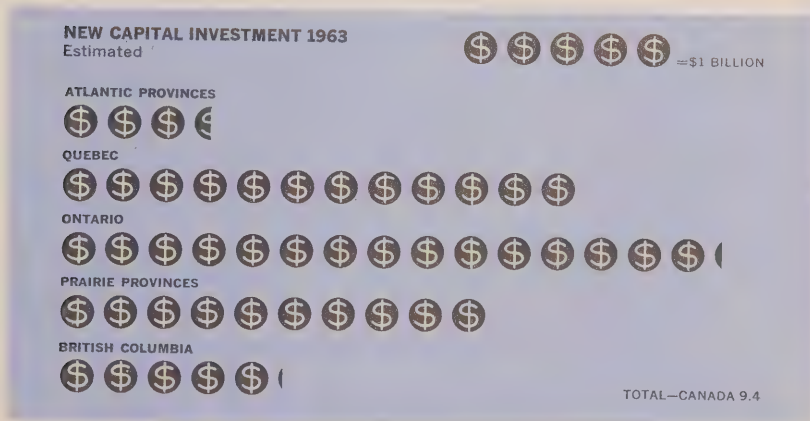 NEW CAPITAL INVESTMENT 1963
Estimated
$ $ $ $ $ =$1 BILLION
ATLANTIC PROVINCES
$ $ $ $
QUEBEC
$ $ $ $ $ $ $ $ $ $ $ $
ONTARIO
$ $ $ $ $ $ $ $ $ $ $ $ $ $ $
PRAIRIE PROVINCES
$ $ $ $ $ $ $ $ $ $
BRITISH COLUMBIA
$ $ $ $ $
TOTAL—CANADA 9.4